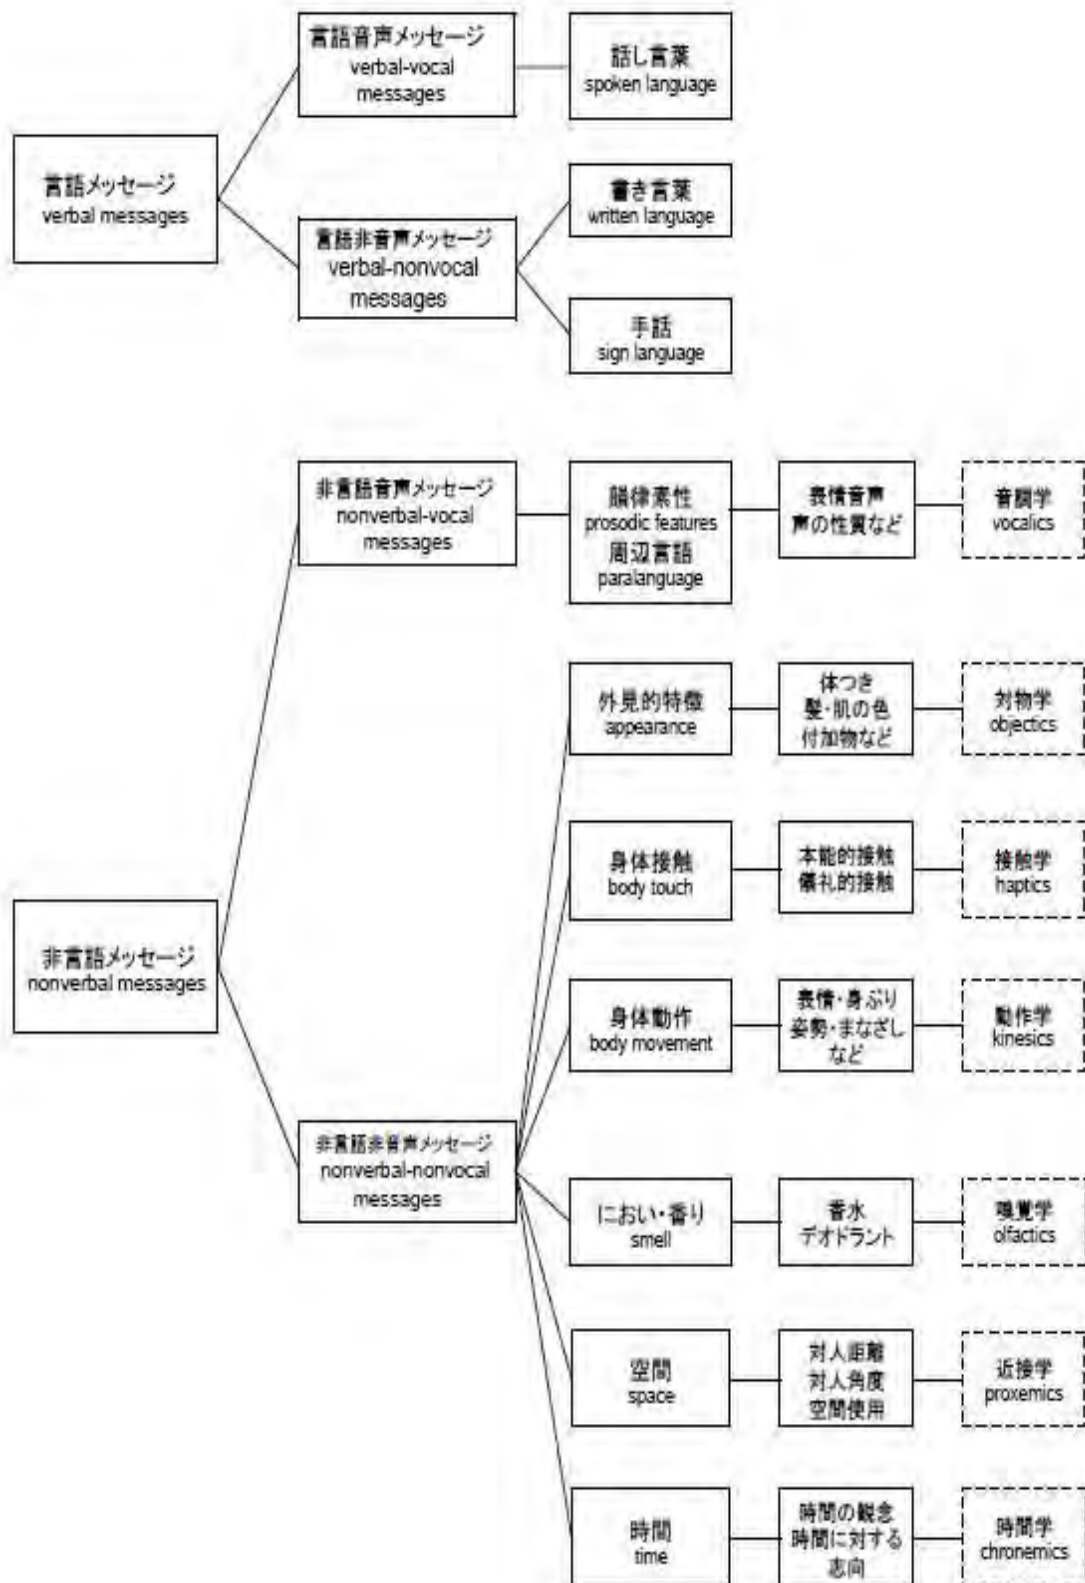 言語音声メッセージ
verbal-vocal
messages
話し言葉
spoken language
言語メッセージ
verbal messages
書き言葉
written language
言語非音声メッセージ
verbal-nonvocal
messages
手話
sign language
非言語音声メッセージ
nonverbal-vocal
messages
韻律素性
prosodic features
周辺言語
paralanguage
表情音声
声の性質など
音調学
vocalics
外見的特徴
appearance
体つき
髪・肌の色
付加物など
対物学
objectics
身体接触
body touch
本能的接触
儀礼的接触
接触学
haptics
非言語メッセージ
nonverbal messages
身体動作
body movement
表情・身ぶり
姿勢・まなざし
など
動作学
kinesics
非言語非音声メッセージ
nonverbal-nonvocal
messages
におい・香り
smell
香水
デオドラント
嗅覚学
olfactics
空間
space
対人距離
対人角度
空間使用
近接学
proxemics
時間
time
時間の観念
時間に対する
志向
時間学
chronemics